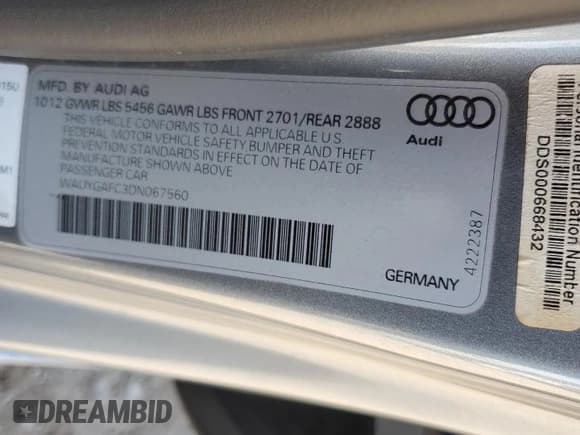 MFD. BY AUDI AG
1012 GVWR LBS 5456 GAWR LBS FRONT 2701/REAR 2888
THIS VEHICLE CONFORMS TO ALL APPLICABLE U S
FEDERAL MOTOR VEHICLE SAFETY BUMPER AND THEFT
PREVENTION STANDARDS IN EFFECT ON THE DATE OF
MANUFACTURE SHOWN ABOVE
PASSENGER CAR
WAUYGAFC3DN067560
Audi
4222387
GERMANY
Identification Number
DDS000668432
DREAMBID